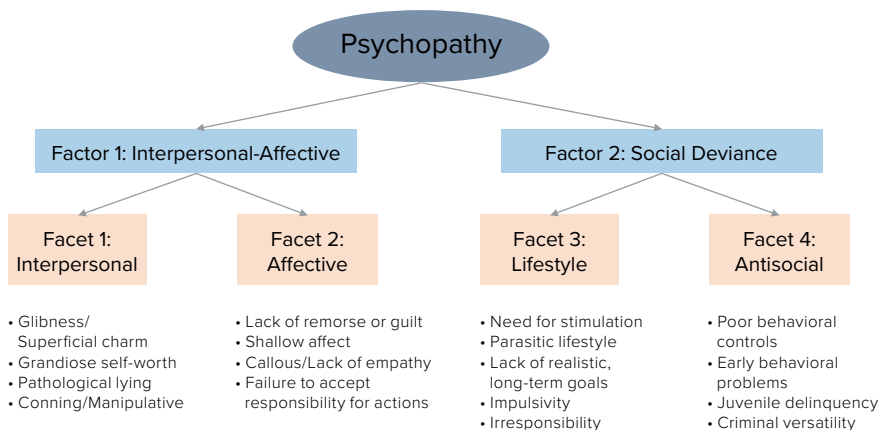 Psychopathy
Factor 1: Interpersonal-Affective
Factor 2: Social Deviance
Facet 1:
Interpersonal
Facet 2:
Affective
Facet 3:
Lifestyle
Facet 4:
Antisocial
• Glibness/
Superficial charm
• Grandiose self-worth
• Pathological lying
• Conning/Manipulative
• Lack of remorse or guilt
• Shallow affect
• Callous/Lack of empathy
• Failure to accept
responsibility for actions
• Need for stimulation
• Parasitic lifestyle
• Lack of realistic,
long-term goals
• Impulsivity
• Irresponsibility
• Poor behavioral
controls
• Early behavioral
problems
• Juvenile delinquency
• Criminal versatility